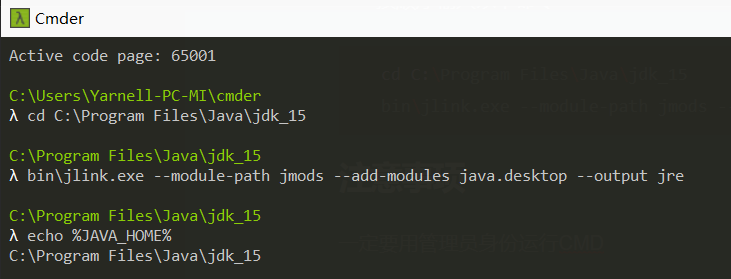 Cmder
Active code page: 65001
C:\Users\Yarnell-PC-MI\cmder
λ cd C:\Program Files\Java\jdk_15
C:\Program Files\Java\jdk_15
λ bin\jlink.exe --module-path jmods --add-modules java.desktop --output jre
C:\Program Files\Java\jdk_15
λ echo %JAVA_HOME%
C:\Program Files\Java\jdk_15